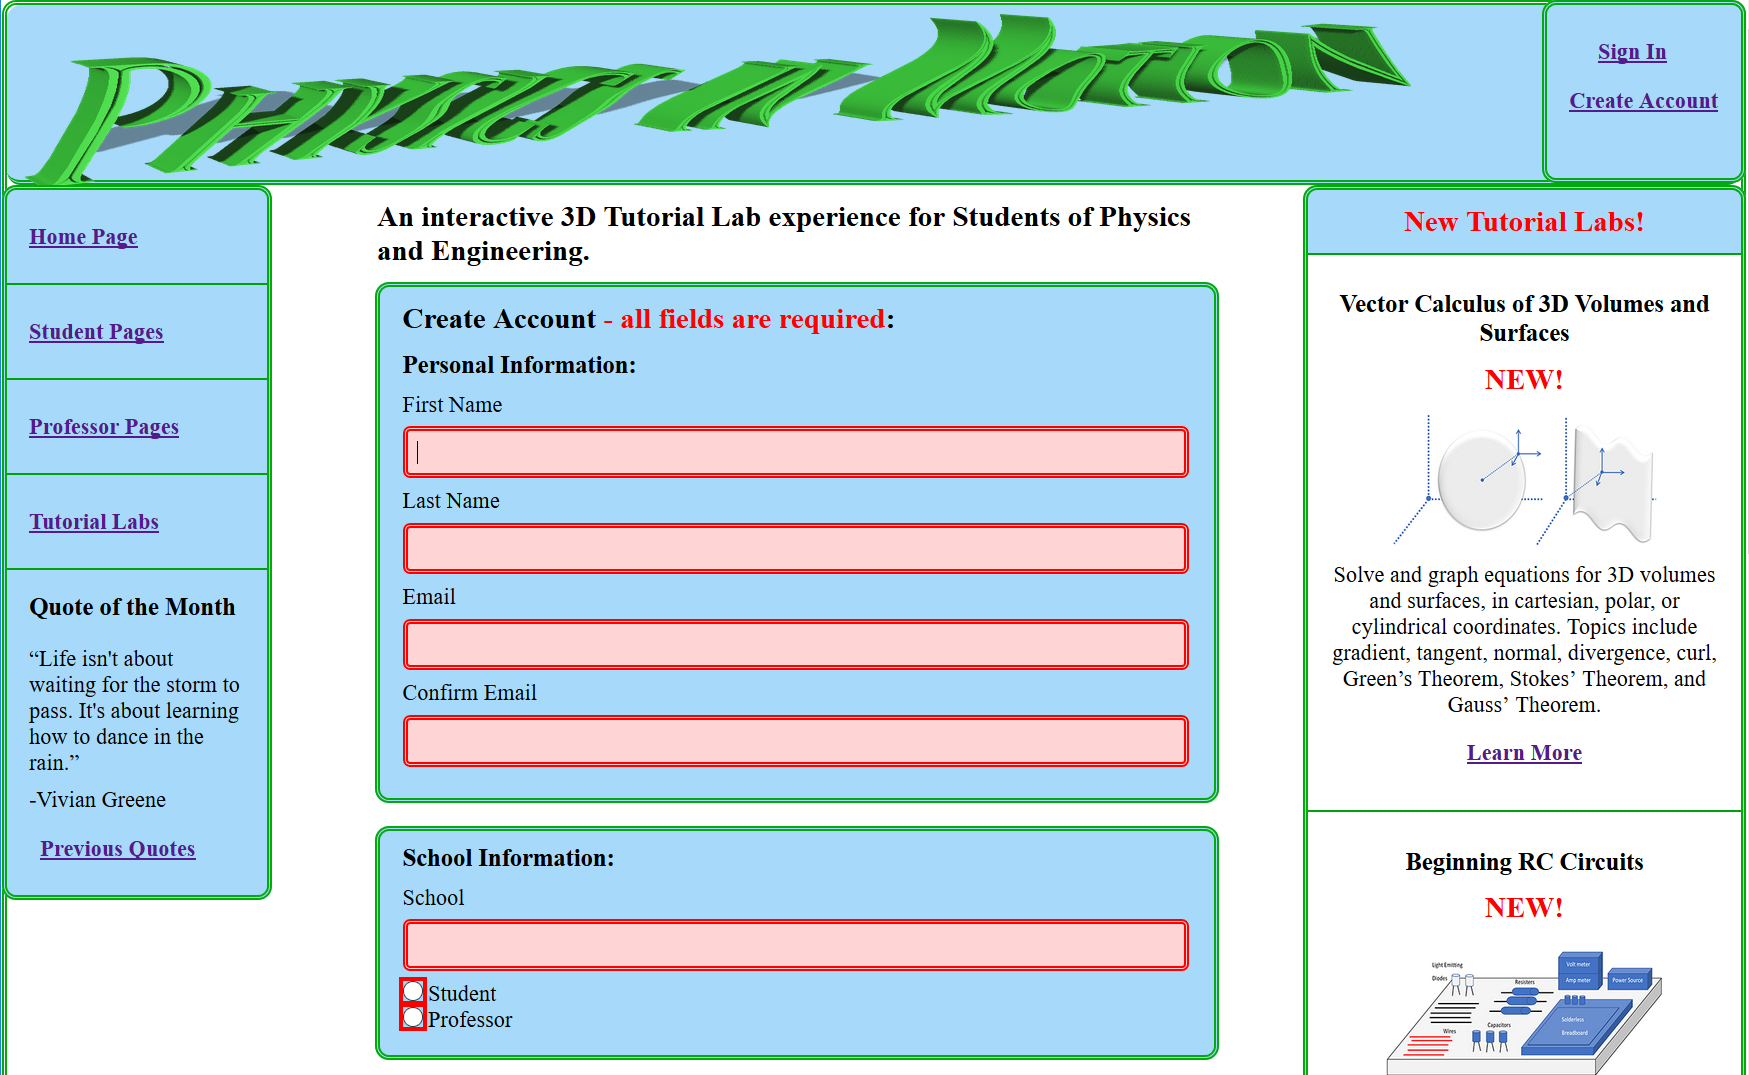 Physics in Motion
Sign In
Create Account
Home Page
Student Pages
Professor Pages
Tutorial Labs
Quote of the Month
“Life isn't about
waiting for the storm to
pass. It's about learning
how to dance in the
rain.”
-Vivian Greene
Previous Quotes
An interactive 3D Tutorial Lab experience for Students of Physics
and Engineering.
Create Account - all fields are required:
Personal Information:
First Name
Last Name
Email
Confirm Email
School Information:
School
Student
Professor
New Tutorial Labs!
Vector Calculus of 3D Volumes and
Surfaces
NEW!
Solve and graph equations for 3D volumes
and surfaces, in cartesian, polar, or
cylindrical coordinates. Topics include
gradient, tangent, normal, divergence, curl,
Green’s Theorem, Stokes’ Theorem, and
Gauss’ Theorem.
Learn More
Beginning RC Circuits
NEW!
Light Emitting
Diodes
Resisters
Volt meter
Amp meter
Power Source
Wires
Capacitors
Solderless
Breadboard